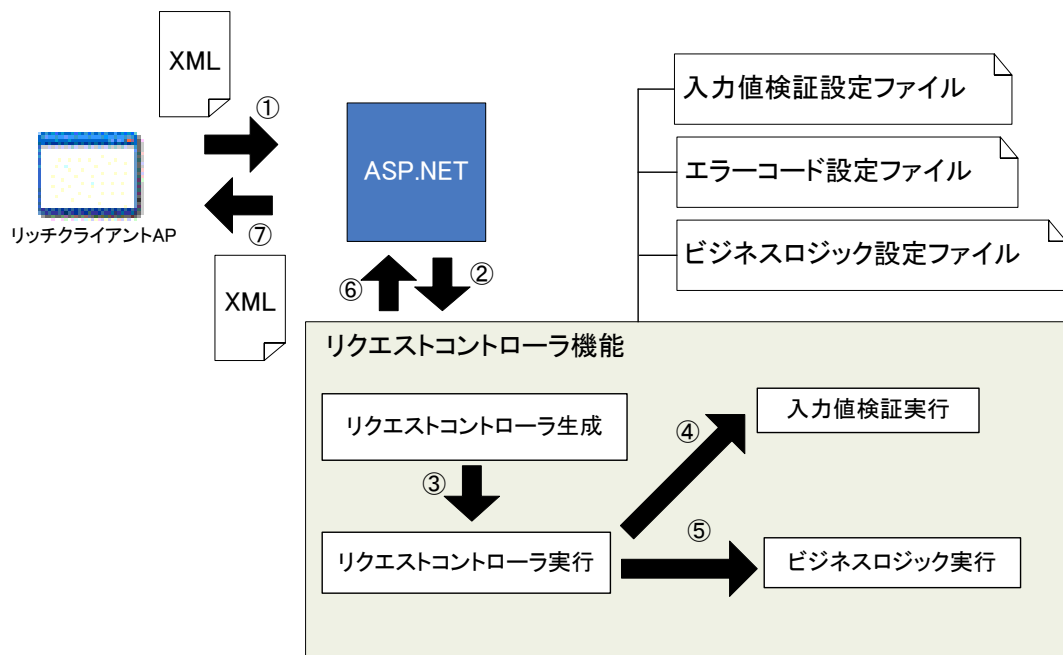 XML
①
入力値検証設定ファイル
ASP.NET
エラーコード設定ファイル
リッチクライアントAP
⑦
ビジネスロジック設定ファイル
XML
⑥
②
リクエストコントローラ機能
リクエストコントローラ生成
入力値検証実行
④
③
⑤
リクエストコントローラ実行
ビジネスロジック実行